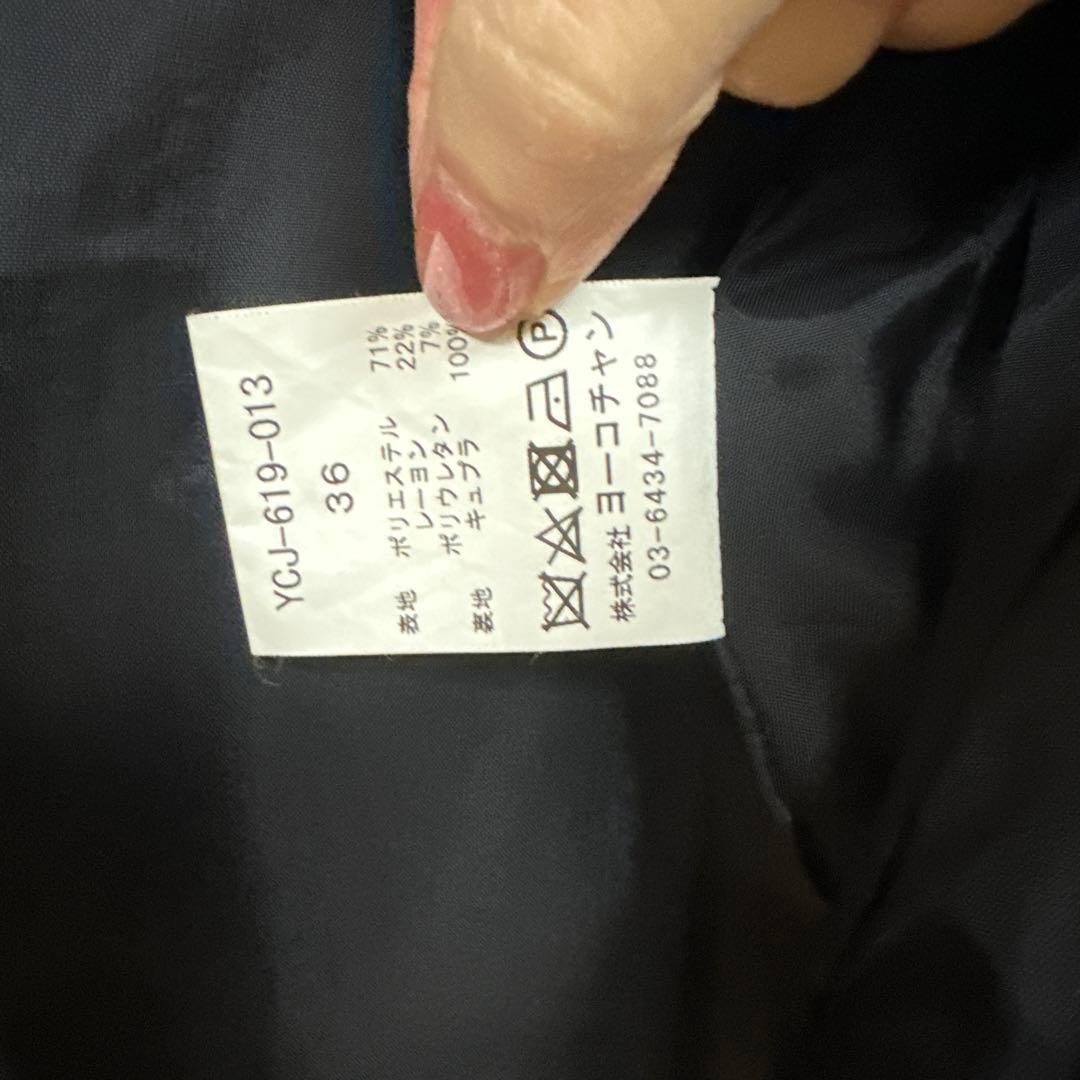 YCJ-619-013
36
表地 ポリエステル 71%
レーヨン 22%
ポリウレタン 7%
裏地 キュプラ 100%
P
株式会社 ヨーコチャン
03-6434-7088